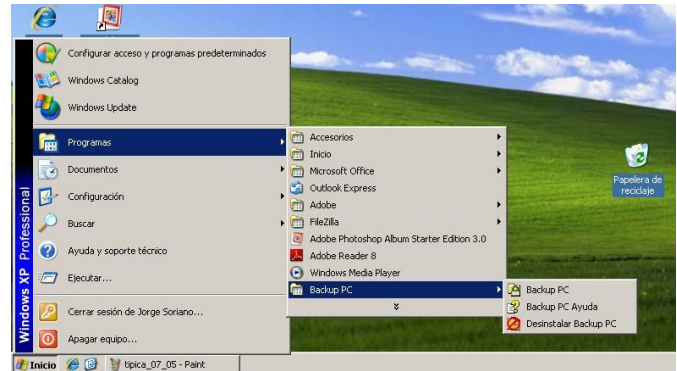 Configurar acceso y programas predeterminados
Windows Catalog
Windows Update
Programas
Documentos
Configuración
Buscar
Ayuda y soporte técnico
Ejecutar...
Cerrar sesión de Jorge Soriano...
Apagar equipo...
Windows XP Professional
Accesorios
Inicio
Microsoft Office
Outlook Express
Adobe
FileZilla
Adobe Photoshop Album Starter Edition 3.0
Adobe Reader 8
Windows Media Player
Backup PC
Backup PC
Backup PC Ayuda
Desinstalar Backup PC
Papelera de
reciclaje
Inicio
tipica_07_05 - Paint